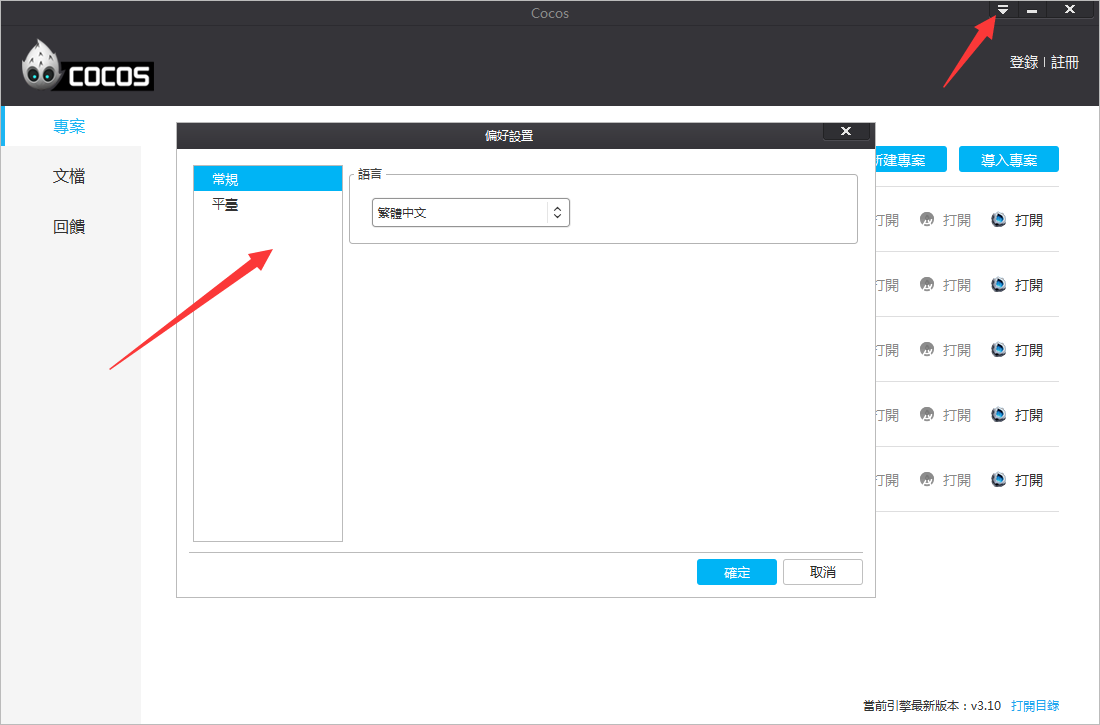 Cocos
COCOS
登錄 | 註冊
專案
文檔
回饋
偏好設置
常規
平臺
語言
繁體中文
確定
取消
建專案
導入專案
打開 打開 打開
打開 打開 打開
打開 打開 打開
打開 打開 打開
打開 打開 打開
當前引擎最新版本：v3.10 打開目錄